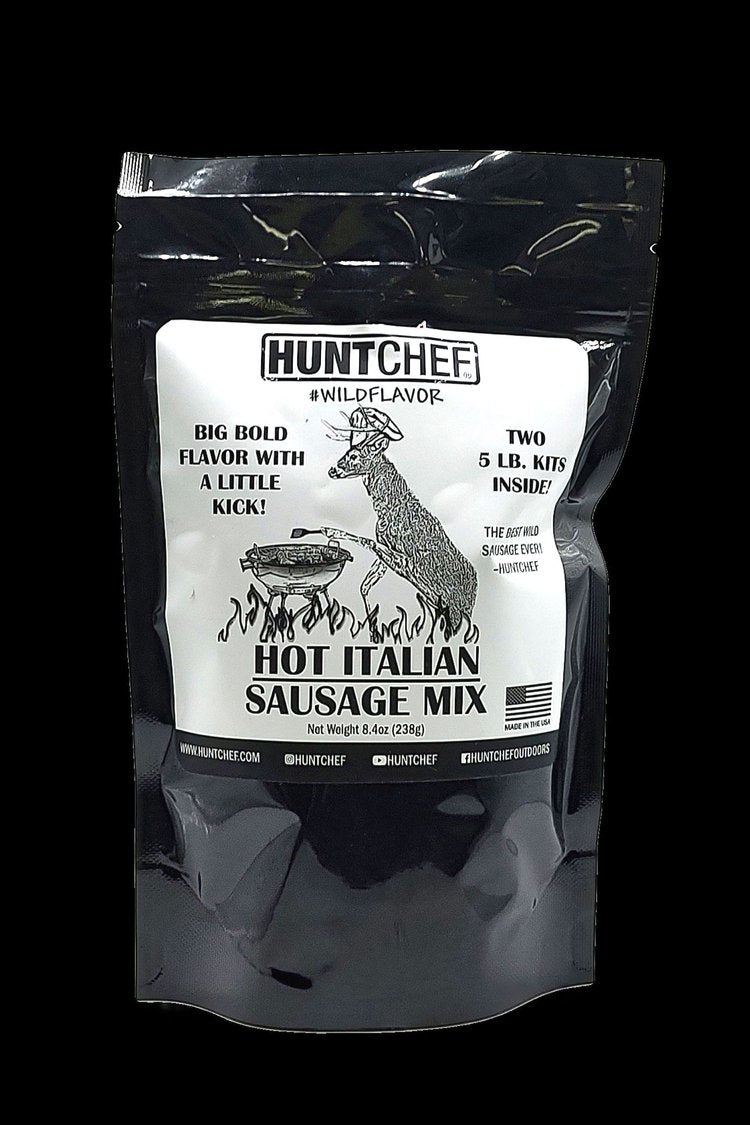 HUNTCHEF®
#WILDFLAVOR
BIG BOLD
FLAVOR WITH
A LITTLE
KICK!
TWO
5 LB. KITS
INSIDE!
THE BEST WILD
SAUSAGE EVER!
-HUNTCHEF
HOT ITALIAN
SAUSAGE MIX
Net Weight 8.4oz (238g)
MADE IN THE USA
WWW.HUNTCHEF.COM HUNTCHEF HUNTCHEF HUNTCHEFOUTDOORS